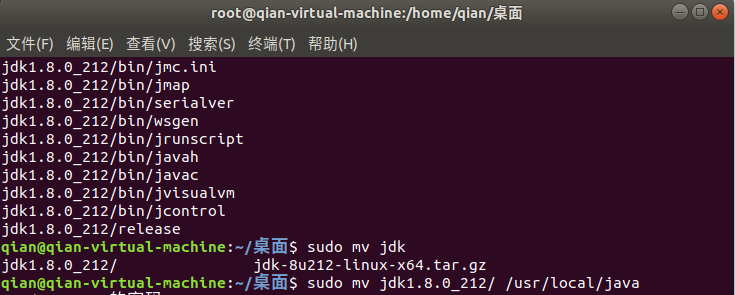 root@qian-virtual-machine:/home/qian/桌面
文件(F) 编辑(E) 查看(V) 搜索(S) 终端(T) 帮助(H)
jdk1.8.0_212/bin/jmc.ini
jdk1.8.0_212/bin/jmap
jdk1.8.0_212/bin/serialver
jdk1.8.0_212/bin/wsgen
jdk1.8.0_212/bin/jrunscript
jdk1.8.0_212/bin/javah
jdk1.8.0_212/bin/javac
jdk1.8.0_212/bin/jvisualvm
jdk1.8.0_212/bin/jcontrol
jdk1.8.0_212/release
qian@qian-virtual-machine:~/桌面$ sudo mv jdk
jdk1.8.0_212/ jdk-8u212-linux-x64.tar.gz
qian@qian-virtual-machine:~/桌面$ sudo mv jdk1.8.0_212/ /usr/local/java